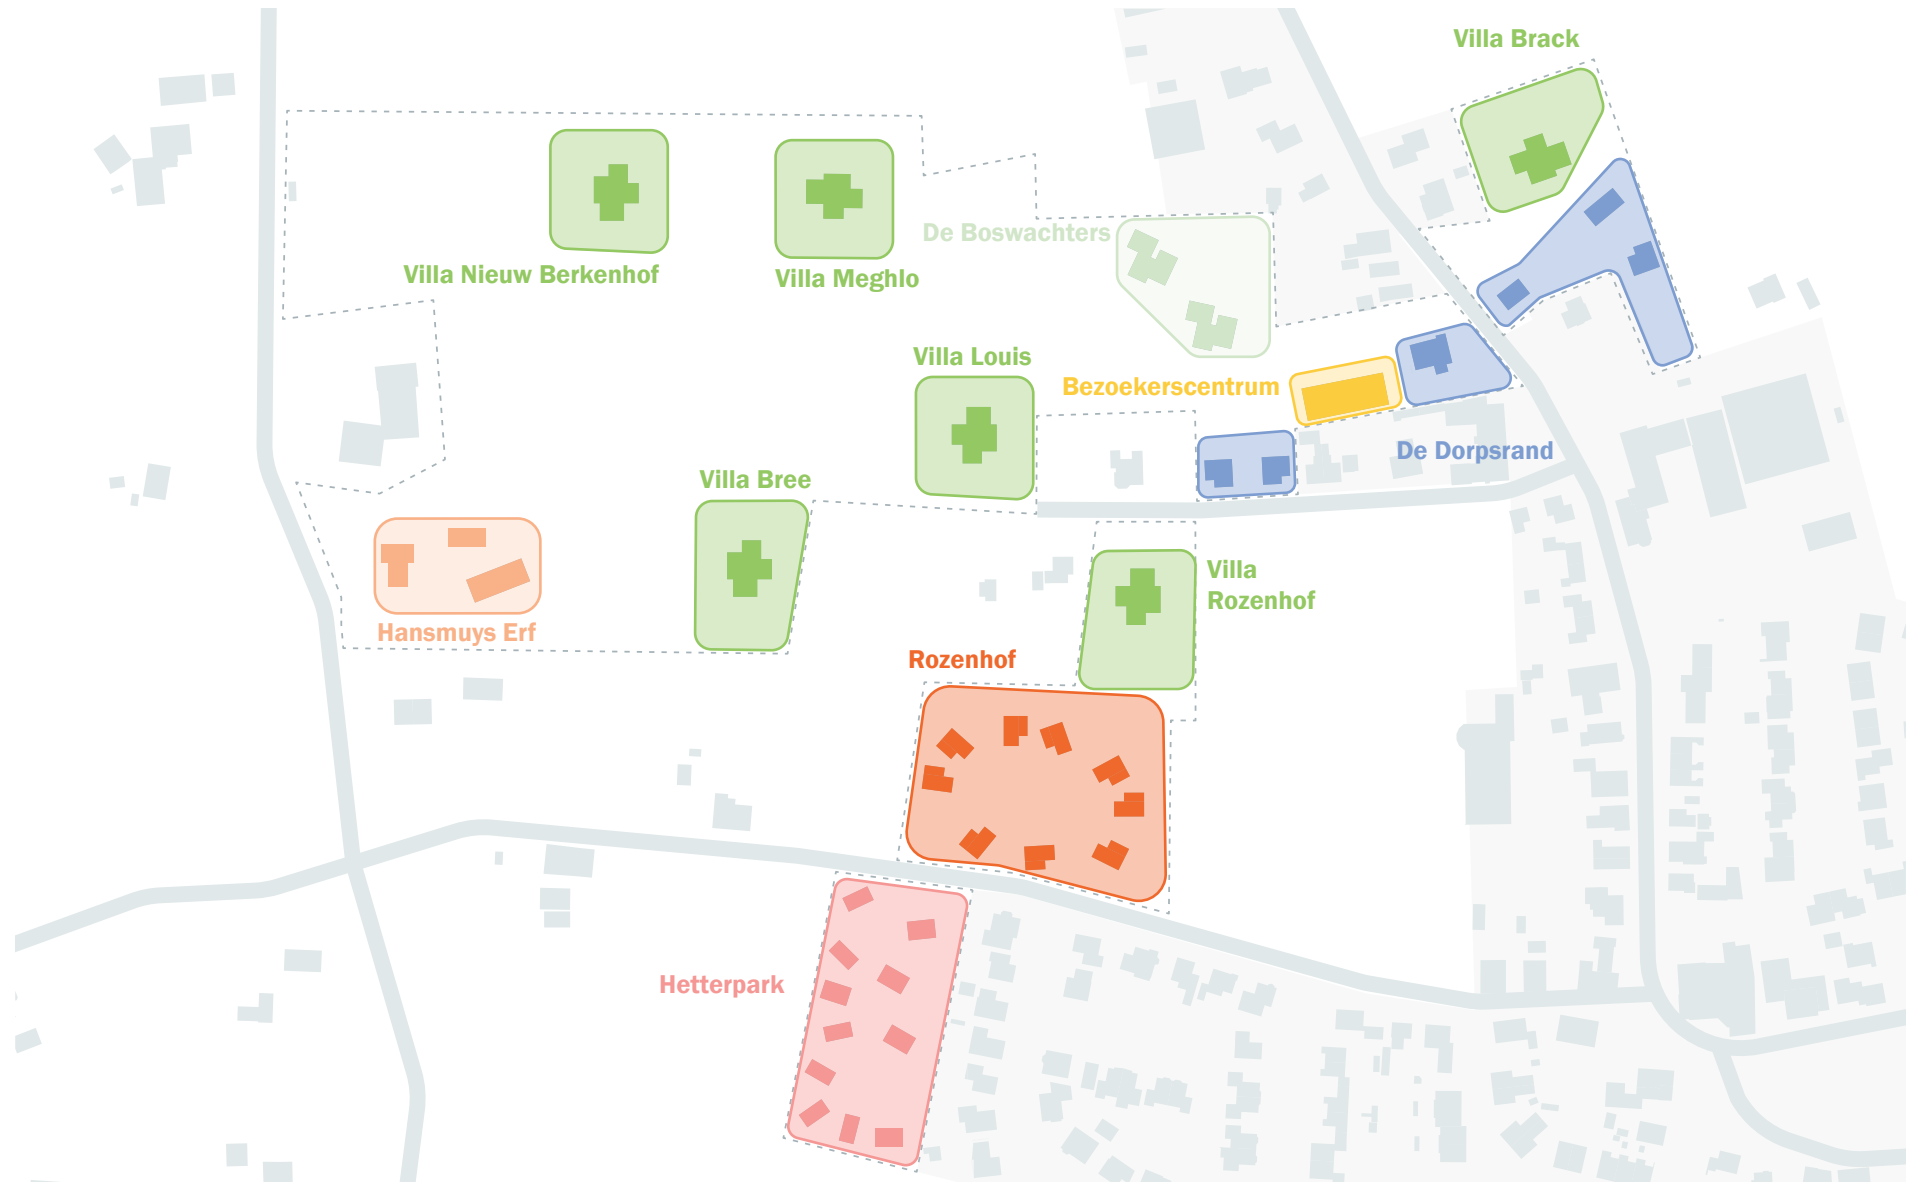 Villa Brack
De Boswachters
Villa Nieuw Berkenhof
Villa Meghlo
Villa Louis
Bezoekerscentrum
De Dorpsrand
Villa Bree
Villa
Rozenhof
Hansmuys Erf
Rozenhof
Hetterpark